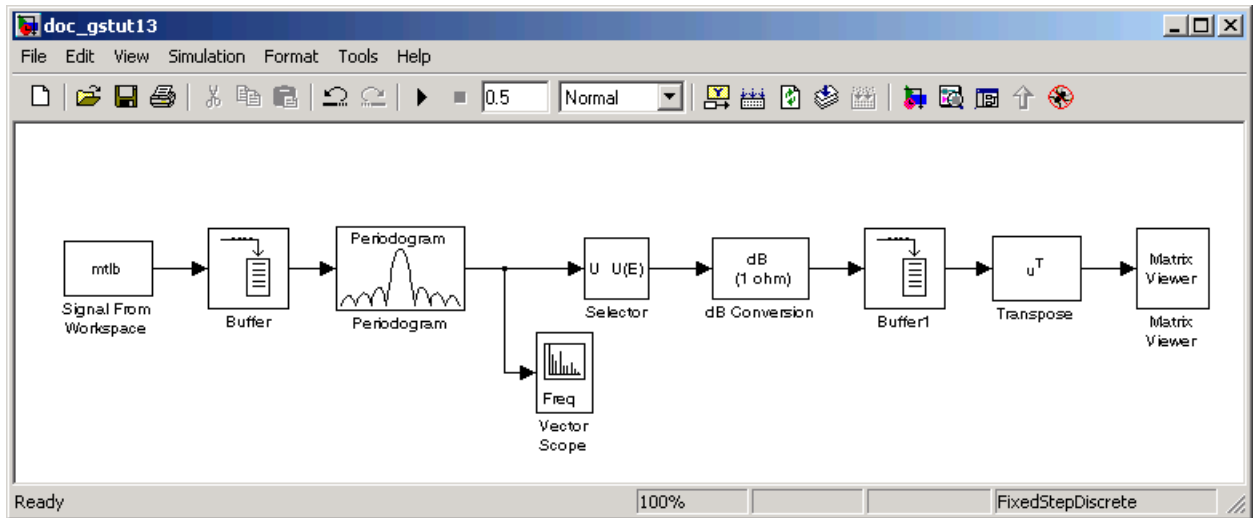 doc_gstut13
File Edit View Simulation Format Tools Help
0.5 Normal
mtlb
Signal From
Workspace
Buffer
Periodogram
Periodogram
U U(E)
Selector
dB
(1 ohm)
dB Conversion
Buffer1
uT
Transpose
Matrix
Viewer
Matrix
Viewer
Freq
Vector
Scope
Ready 100% FixedStepDiscrete